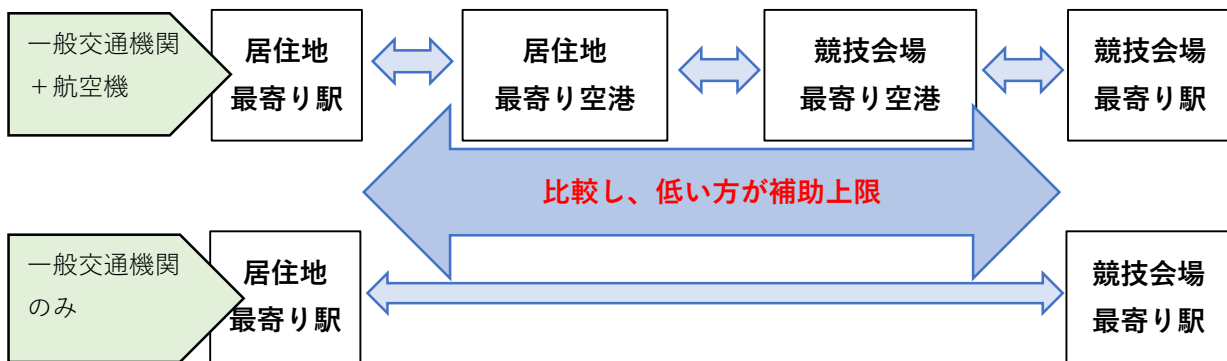 一般交通機関
＋航空機
居住地
最寄り駅
居住地
最寄り空港
競技会場
最寄り空港
競技会場
最寄り駅
比較し、低い方が補助上限
一般交通機関
のみ
居住地
最寄り駅
競技会場
最寄り駅